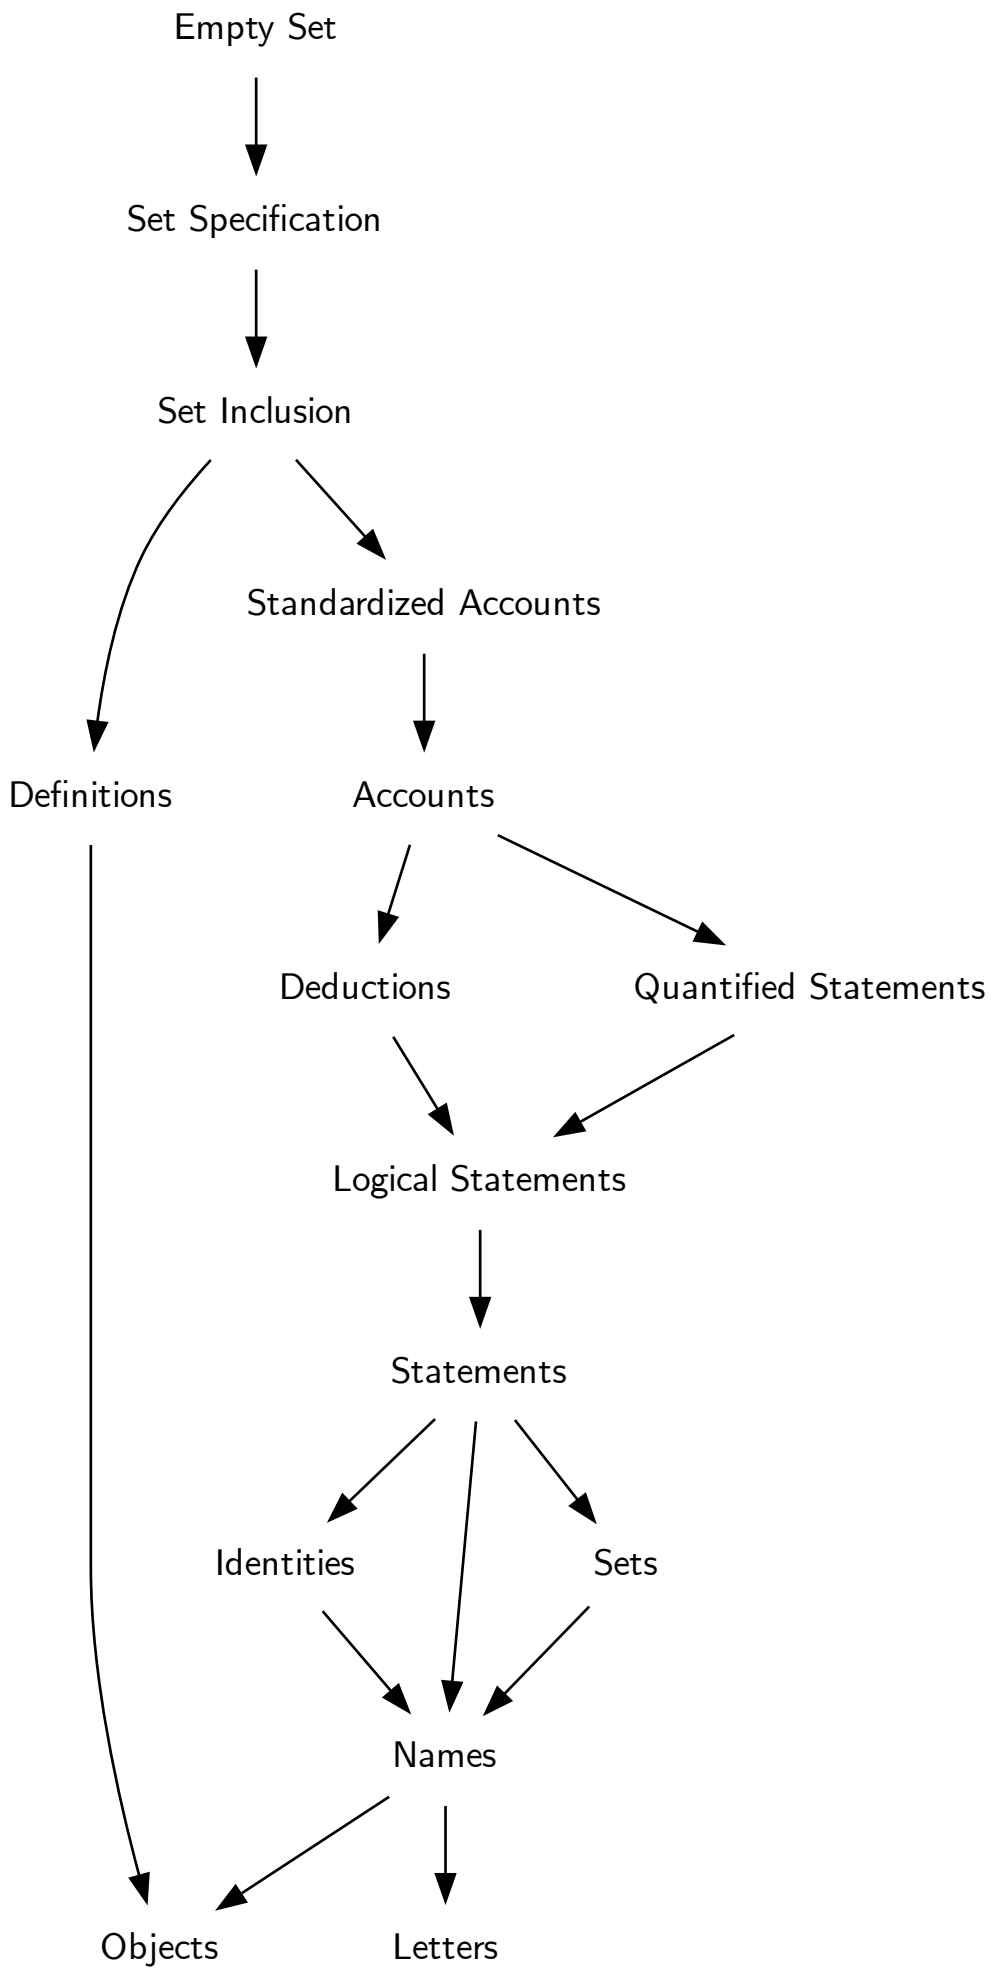 Empty Set
Set Specification
Set Inclusion
Standardized Accounts
Definitions
Accounts
Deductions
Quantified Statements
Logical Statements
Statements
Identities
Sets
Names
Objects
Letters